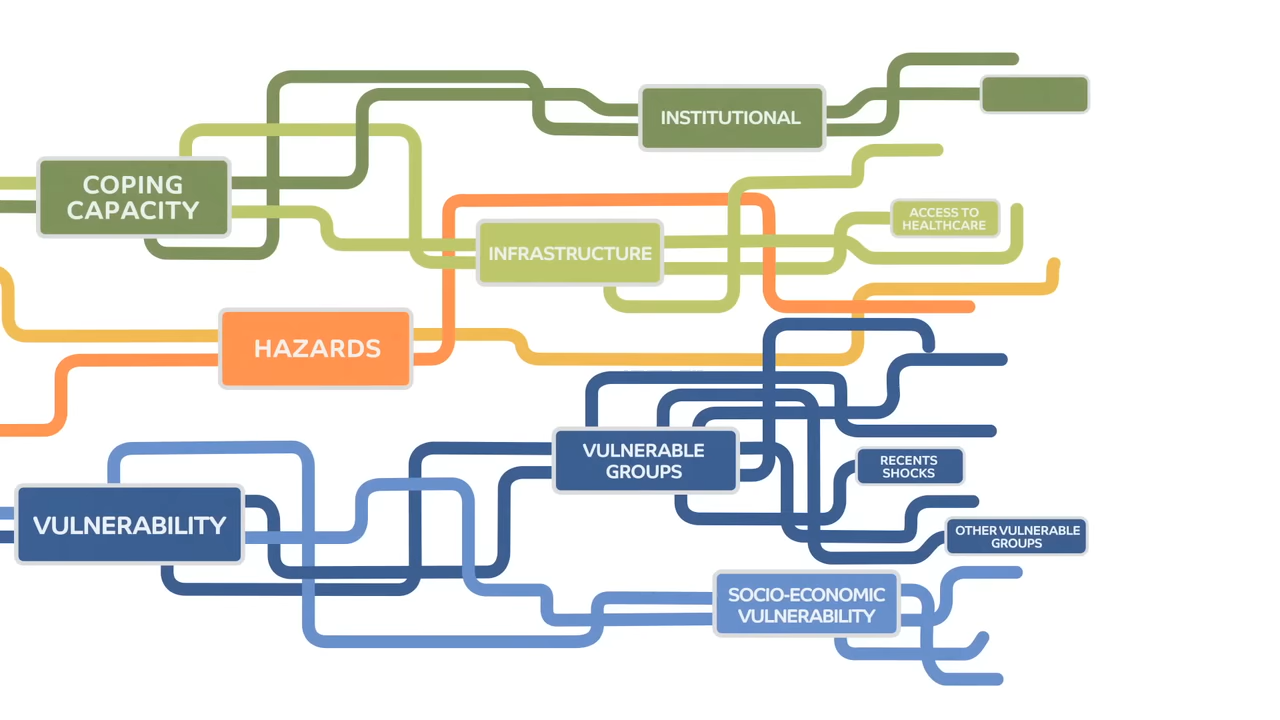 INSTITUTIONAL
COPING
CAPACITY
ACCESS TO
HEALTHCARE
INFRASTRUCTURE
HAZARDS
VULNERABLE
GROUPS
RECENTS
SHOCKS
VULNERABILITY
OTHER VULNERABLE
GROUPS
SOCIO-ECONOMIC
VULNERABILITY